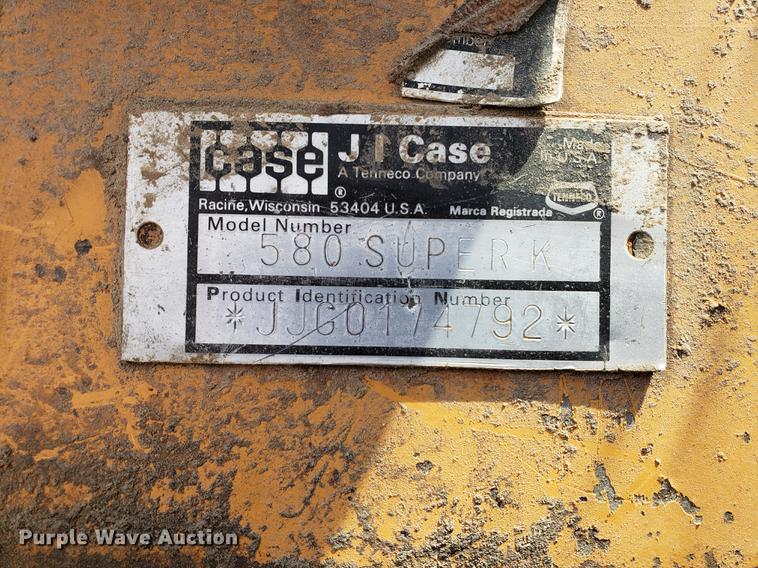 case
J I Case
A Tenneco Company
Made
in U.S.A.
®
Racine, Wisconsin 53404 U.S.A.
Marca Registrada
TENNECO
®
Model Number
580 SUPER K
Product Identification Number
*JJG0174792*
Purple Wave Auction®